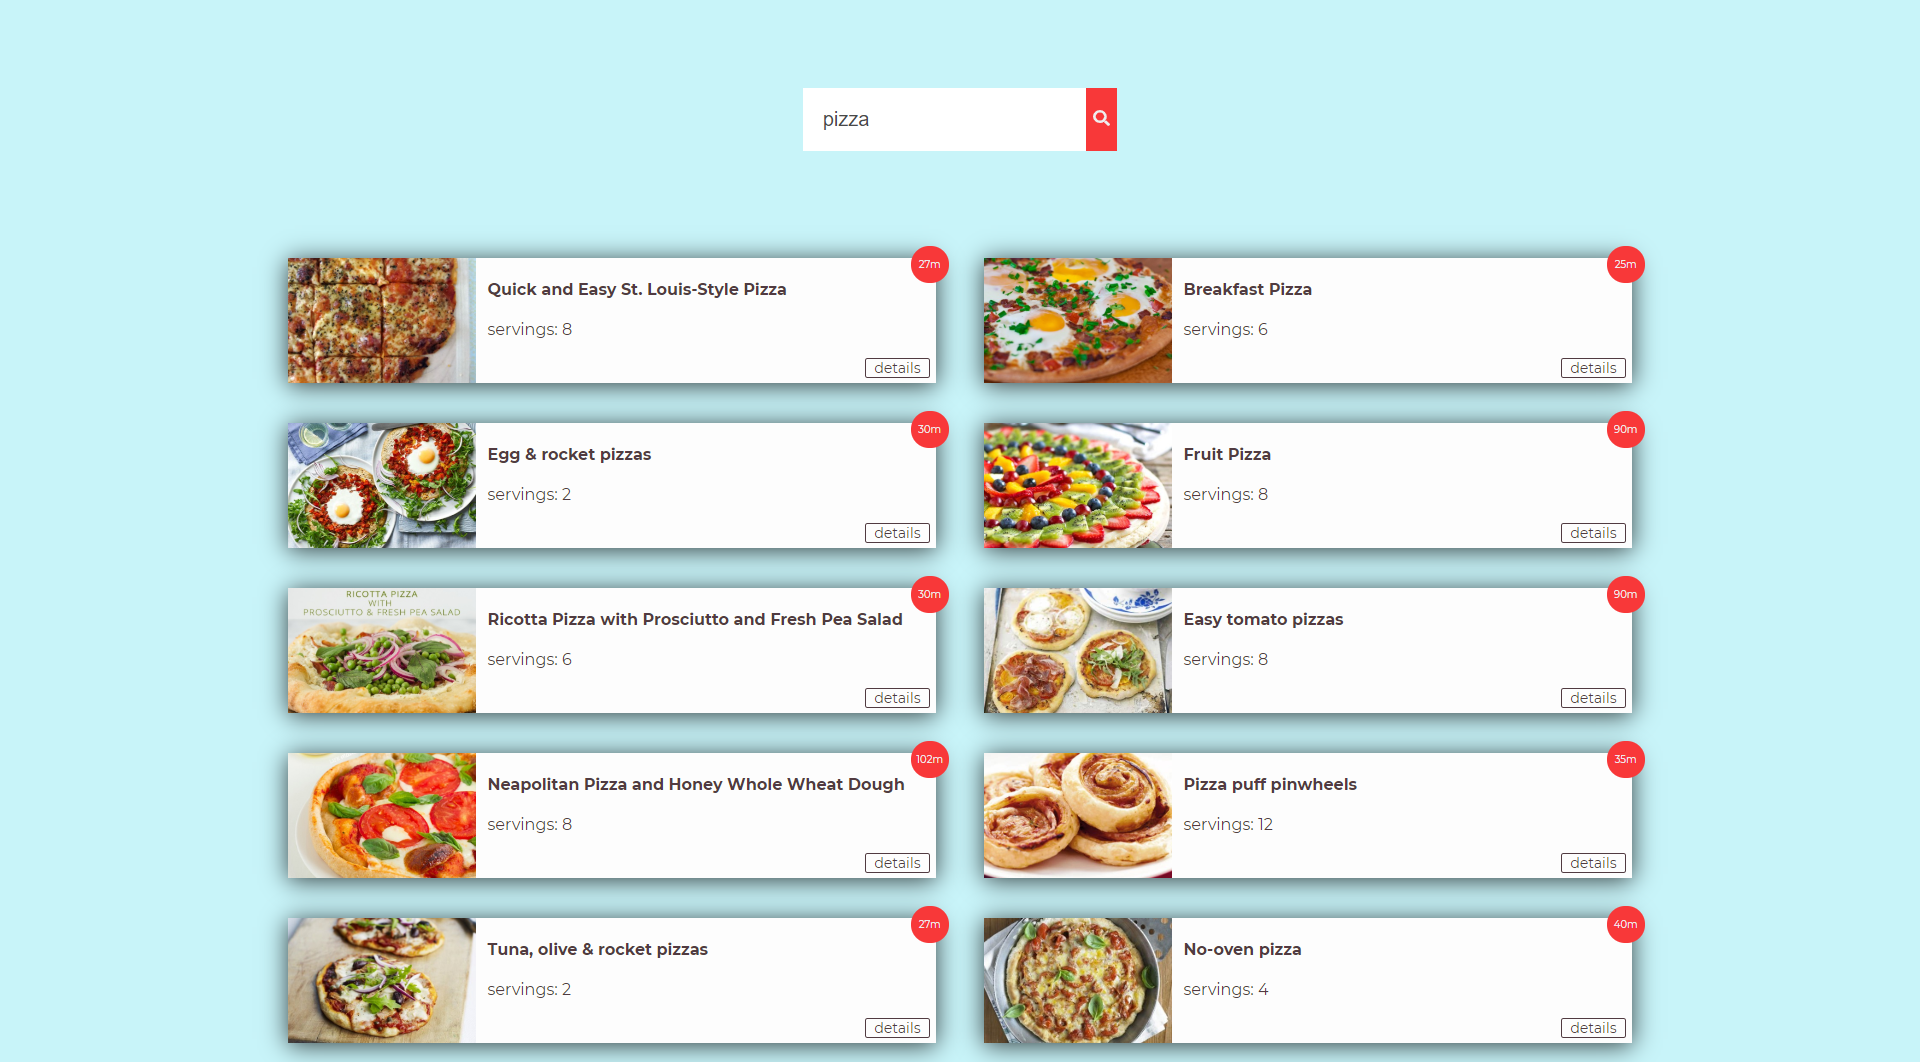 pizza
27m
Quick and Easy St. Louis-Style Pizza
servings: 8
details
25m
Breakfast Pizza
servings: 6
details
30m
Egg & rocket pizzas
servings: 2
details
90m
Fruit Pizza
servings: 8
details
30m
RICOTTA PIZZA
WITH
PROSCIUTTO & FRESH PEA SALAD
Ricotta Pizza with Prosciutto and Fresh Pea Salad
servings: 6
details
90m
Easy tomato pizzas
servings: 8
details
102m
Neapolitan Pizza and Honey Whole Wheat Dough
servings: 8
details
35m
Pizza puff pinwheels
servings: 12
details
27m
Tuna, olive & rocket pizzas
servings: 2
details
40m
No-oven pizza
servings: 4
details